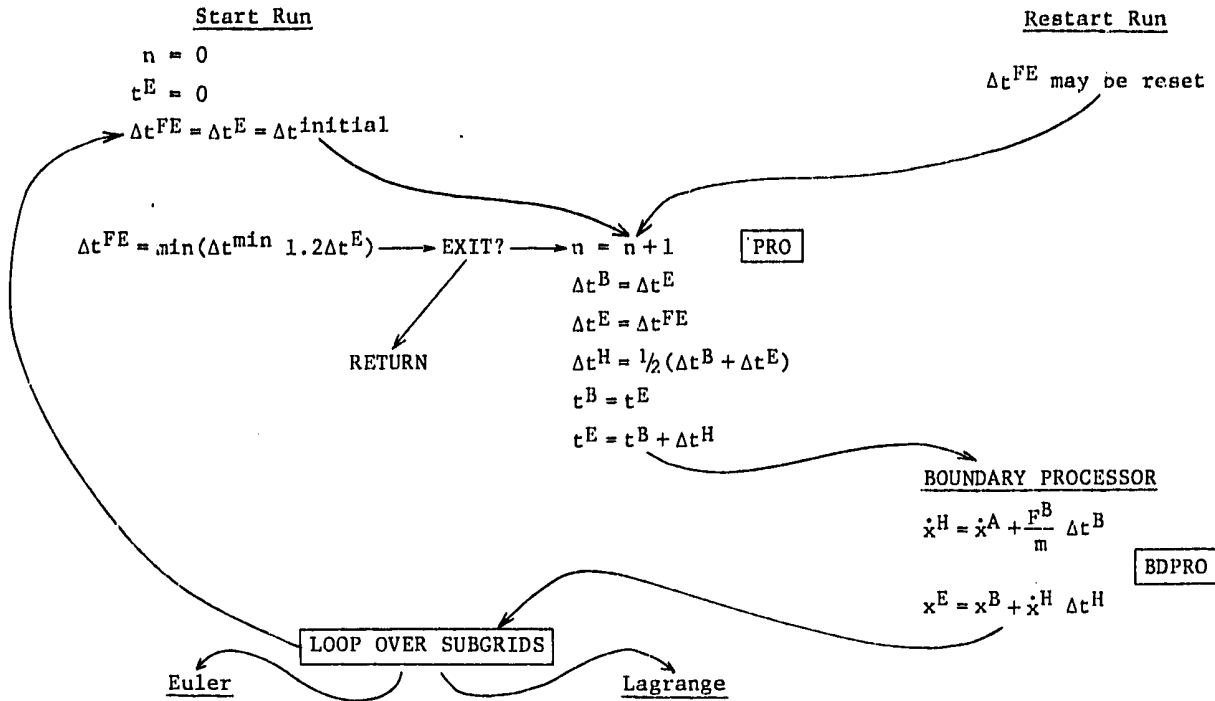 Start Run
n = 0
t^E = 0
Δt^FE = Δt^E = Δt^initial
Restart Run
Δt^FE may be reset
Δt^FE = min(Δt^min 1.2Δt^E) EXIT? n = n+1 PRO
RETURN
Δt^B = Δt^E
Δt^E = Δt^FE
Δt^H = 1/2(Δt^B + Δt^E)
t^B = t^E
t^E = t^B + Δt^H
BOUNDARY PROCESSOR
ẋ^H = ẋ^A + F^B/m Δt^B
BDPRO
x^E = x^B + ẋ^H Δt^H
LOOP OVER SUBGRIDS
Euler Lagrange